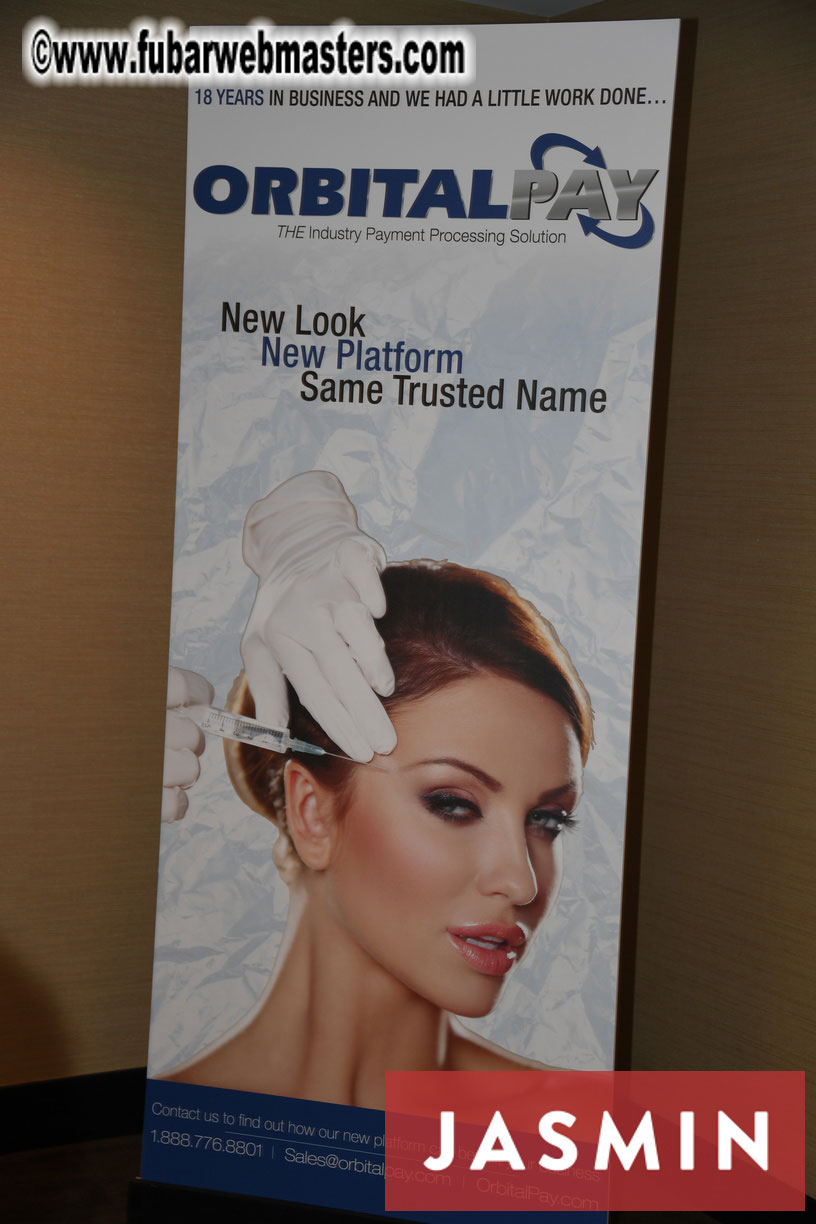 ©www.fubarwebmasters.com
18 YEARS IN BUSINESS AND WE HAD A LITTLE WORK DONE...
ORBITALPAY
THE Industry Payment Processing Solution
New Look
New Platform
Same Trusted Name
Contact us to find out how our new platform can be
1.888.776.8801 | Sales@orbitalpay.com | OrbitalPay.com
JASMIN